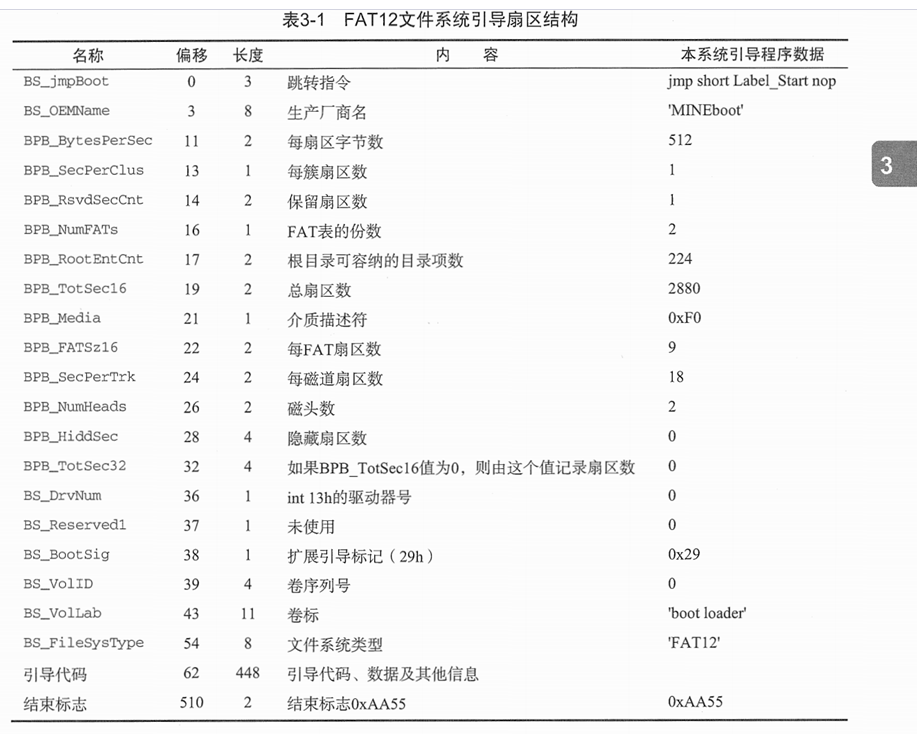 表3-1 FAT12文件系统引导扇区结构
名称 偏移 长度 内 容 本系统引导程序数据
BS_jmpBoot 0 3 跳转指令 jmp short Label_Start nop
BS_OEMName 3 8 生产厂商名 'MINEboot'
BPB_BytesPerSec 11 2 每扇区字节数 512
BPB_SecPerClus 13 1 每簇扇区数 1
BPB_RsvdSecCnt 14 2 保留扇区数 1
BPB_NumFATs 16 1 FAT表的份数 2
BPB_RootEntCnt 17 2 根目录可容纳的目录项数 224
BPB_TotSec16 19 2 总扇区数 2880
BPB_Media 21 1 介质描述符 0xF0
BPB_FATSz16 22 2 每FAT扇区数 9
BPB_SecPerTrk 24 2 每磁道扇区数 18
BPB_NumHeads 26 2 磁头数 2
BPB_HiddSec 28 4 隐藏扇区数 0
BPB_TotSec32 32 4 如果BPB_TotSec16值为0，则由这个值记录扇区数 0
BS_DrvNum 36 1 int 13h的驱动器号 0
BS_Reserved1 37 1 未使用 0
BS_BootSig 38 1 扩展引导标记（29h） 0x29
BS_VolID 39 4 卷序列号 0
BS_VolLab 43 11 卷标 'boot loader'
BS_FileSysType 54 8 文件系统类型 'FAT12'
引导代码 62 448 引导代码、数据及其他信息
结束标志 510 2 结束标志0xAA55 0xAA55
3